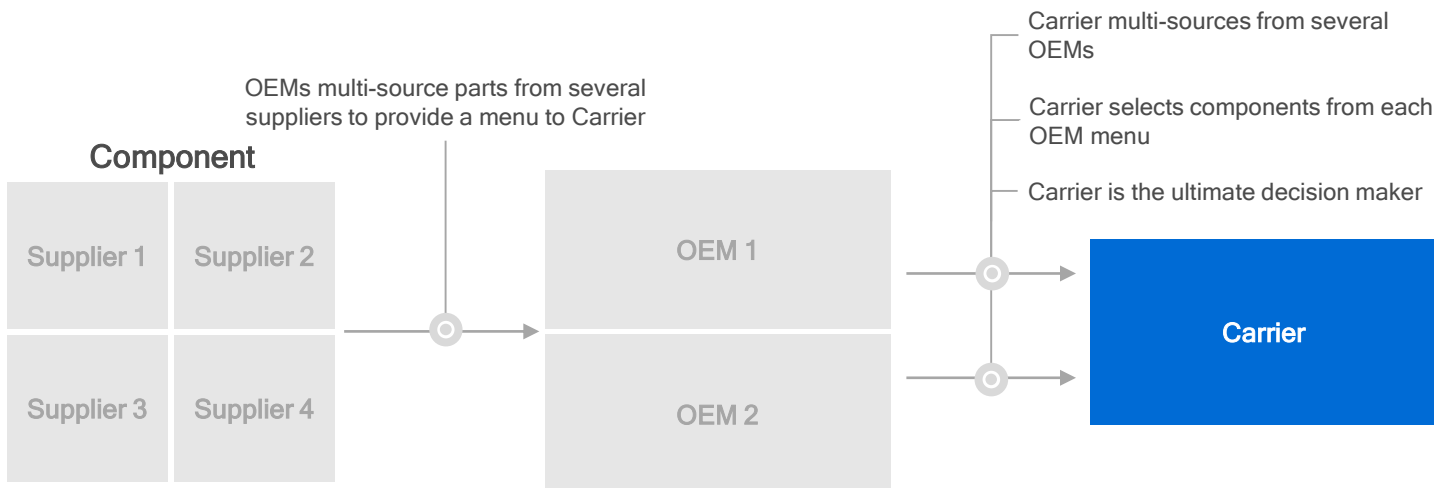 Carrier multi-sources from several
OEMs
OEMs multi-source parts from several
suppliers to provide a menu to Carrier
Carrier selects components from each
OEM menu
Component
Carrier is the ultimate decision maker
Supplier 1
Supplier 2
OEM 1
Carrier
Supplier 3
Supplier 4
OEM 2